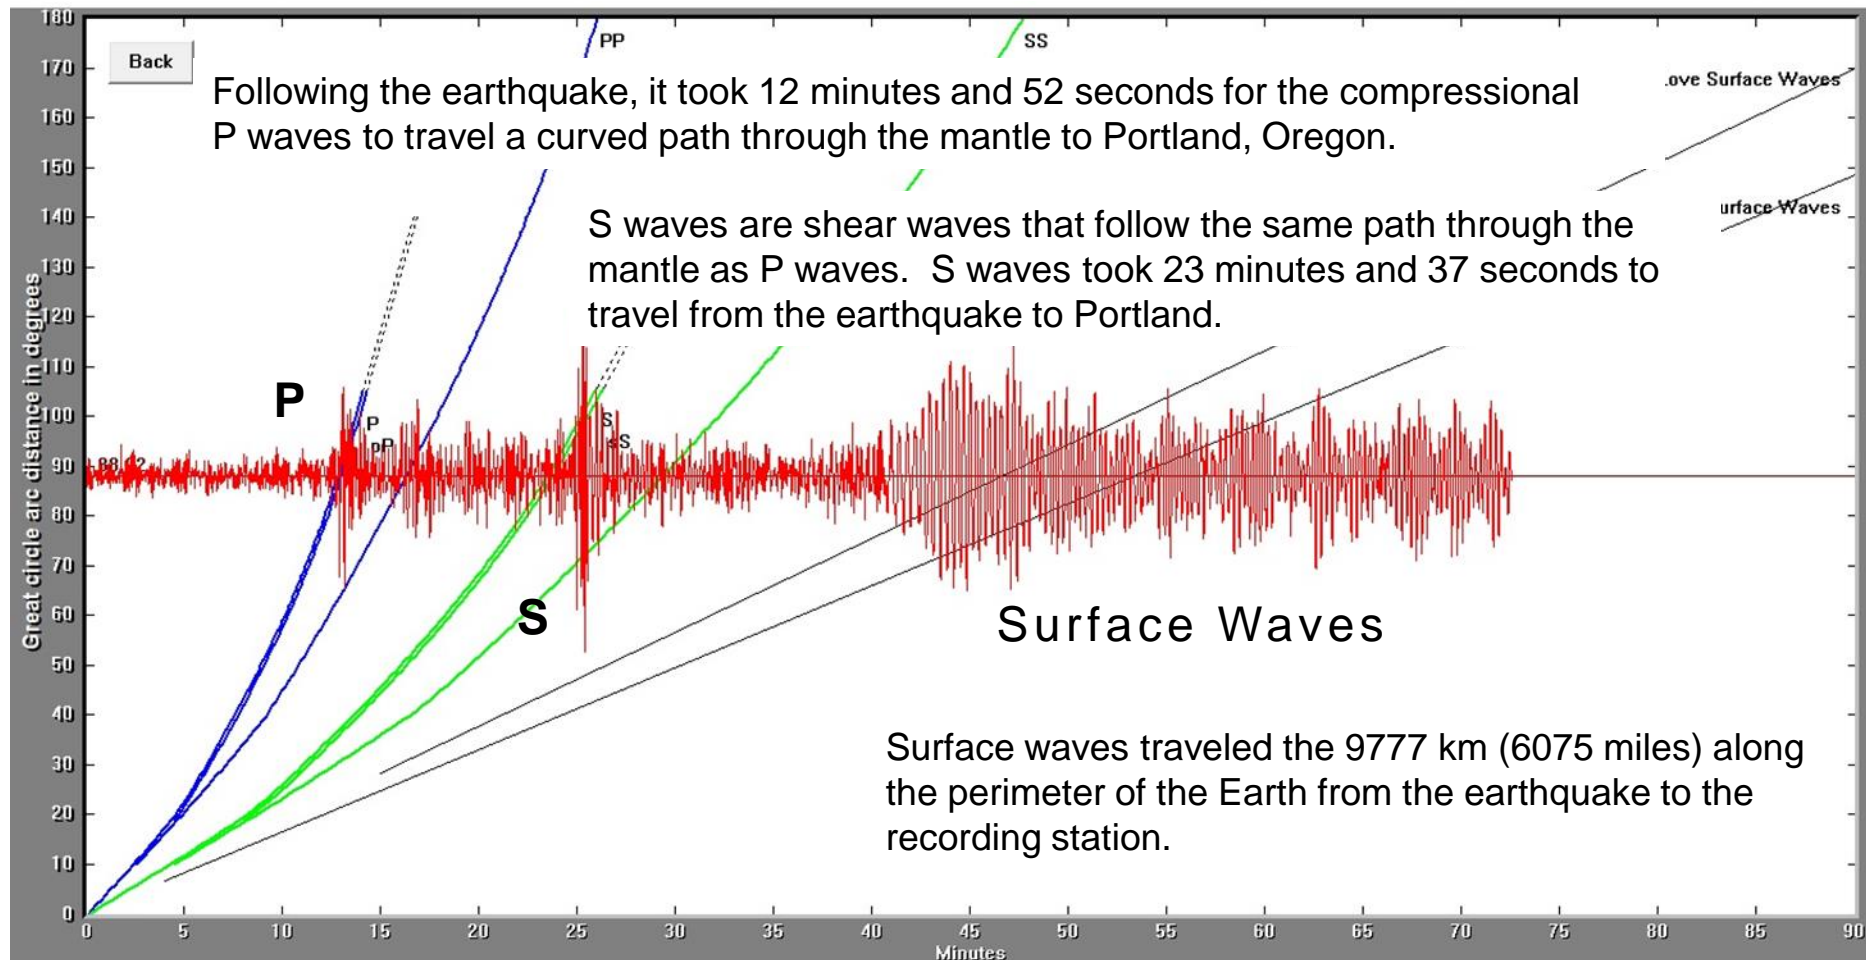 180
PP
SS
Back
170
Following the earthquake, it took 12 minutes and 52 seconds for the compressional
P waves to travel a curved path through the mantle to Portland, Oregon.
ove Surface Waves
160
150
140
S waves are shear waves that follow the same path through the
mantle as P waves. S waves took 23 minutes and 37 seconds to
travel from the earthquake to Portland.
urface Waves
130
120
110
P
100
P
pP
S
sS
90
80
70
60
S
Surface Waves
50
40
Surface waves traveled the 9777 km (6075 miles) along
the perimeter of the Earth from the earthquake to the
recording station.
30
20
10
0
Great circle arc distance in degrees
0 5 10 15 20 25 30 35 40 45 50 55 60 65 70 75 80 85 90
Minutes